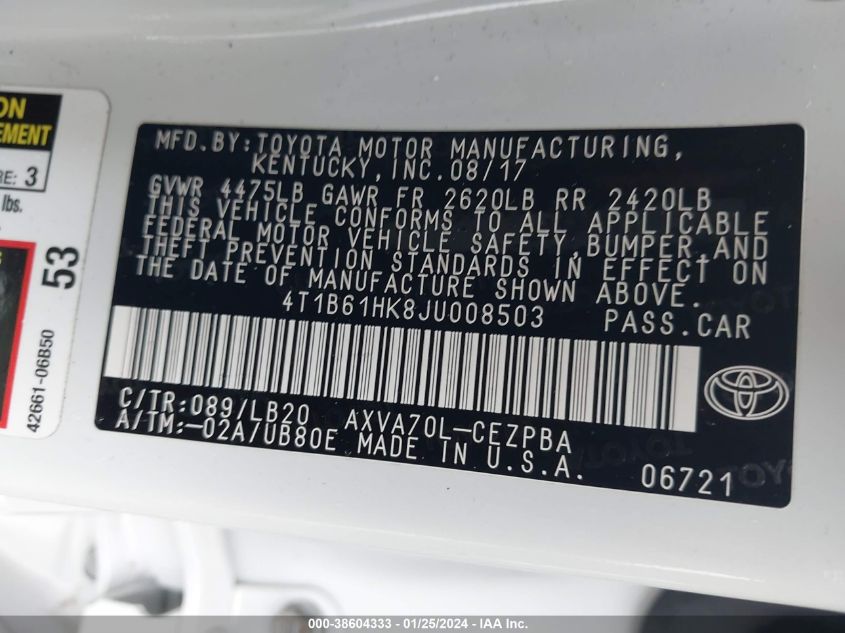 ON
EMENT
RE: 3
lbs.
53
42661-06B50
MFD.BY:TOYOTA MOTOR MANUFACTURING,
KENTUCKY,INC.08/17
GVWR 4475LB GAWR FR 2620LB RR 2420LB
THIS VEHICLE CONFORMS TO ALL APPLICABLE
FEDERAL MOTOR VEHICLE SAFETY,BUMPER,AND
THEFT PREVENTION STANDARDS IN EFFECT ON
THE DATE OF MANUFACTURE SHOWN ABOVE.
4T1B61HK8JU008503 PASS.CAR
C/TR:089/LB20 AXVA70L-CEZPBA
A/TM:-02A/UB80E MADE IN U.S.A.
06721
000-38604333 - 01/25/2024 - IAA Inc.